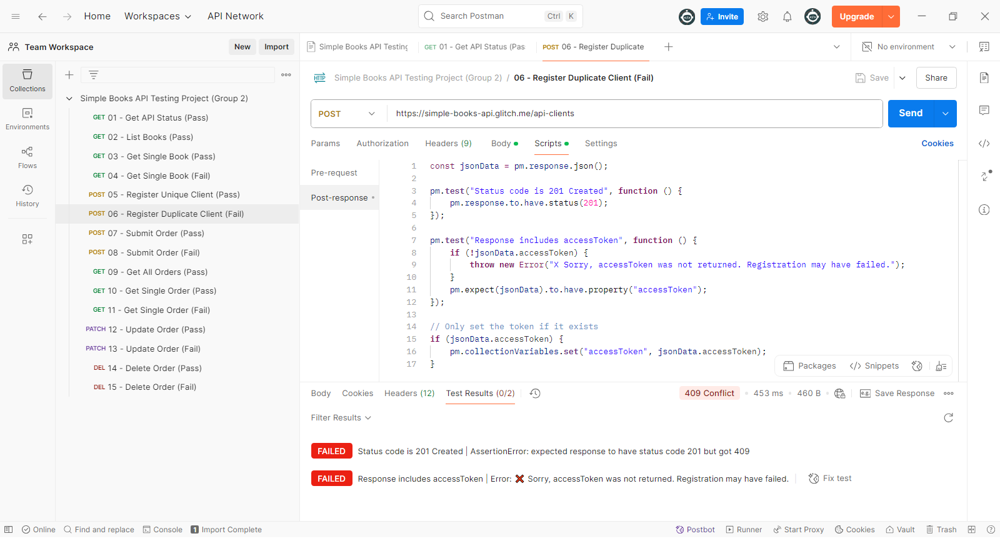 Home
Workspaces
API Network
Search Postman
Ctrl K
Invite
Upgrade
Team Workspace
New
Import
Simple Books API Testing
GET 01 - Get API Status (Pas
POST 06 - Register Duplicate
No environment
Collections
Environments
Flows
History
Simple Books API Testing Project (Group 2)
GET 01 - Get API Status (Pass)
GET 02 - List Books (Pass)
GET 03 - Get Single Book (Pass)
GET 04 - Get Single Book (Fail)
POST 05 - Register Unique Client (Pass)
POST 06 - Register Duplicate Client (Fail)
POST 07 - Submit Order (Pass)
POST 08 - Submit Order (Fail)
GET 09 - Get All Orders (Pass)
GET 10 - Get Single Order (Pass)
GET 11 - Get Single Order (Fail)
PATCH 12 - Update Order (Pass)
PATCH 13 - Update Order (Fail)
DEL 14 - Delete Order (Pass)
DEL 15 - Delete Order (Fail)
HTTP Simple Books API Testing Project (Group 2) / 06 - Register Duplicate Client (Fail)
Save
Share
POST
https://simple-books-api.glitch.me/api-clients
Send
Params Authorization Headers (9) Body Scripts Settings
Cookies
Pre-request
Post-response
1 const jsonData = pm.response.json();
2
3 pm.test("Status code is 201 Created", function () {
4 pm.response.to.have.status(201);
5 });
6
7 pm.test("Response includes accessToken", function () {
8 if (!jsonData.accessToken) {
9 throw new Error("X Sorry, accessToken was not returned. Registration may have failed.");
10 }
11 pm.expect(jsonData).to.have.property("accessToken");
12 });
13
14 // Only set the token if it exists
15 if (jsonData.accessToken) {
16 pm.collectionVariables.set("accessToken", jsonData.accessToken);
17 }
Packages
Snippets
Body Cookies Headers (12) Test Results (0/2)
409 Conflict
453 ms
460 B
e.g. Save Response
Filter Results
FAILED Status code is 201 Created | AssertionError: expected response to have status code 201 but got 409
FAILED Response includes accessToken | Error: ❌ Sorry, accessToken was not returned. Registration may have failed.
Fix test
Online
Find and replace
Console
1 Import Complete
Postbot
Runner
Start Proxy
Cookies
Vault
Trash